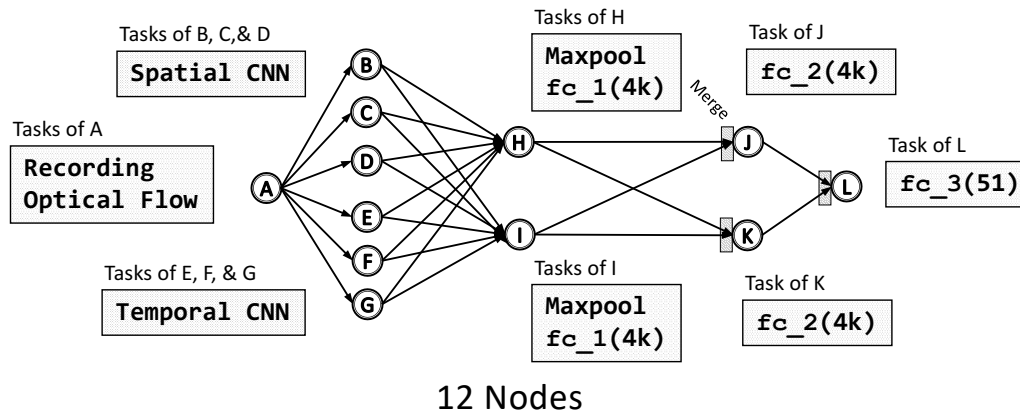 Tasks of B, C,& D
Spatial CNN
Tasks of A
Recording
Optical Flow
Tasks of E, F, & G
Temporal CNN
A
B
C
D
E
F
G
Tasks of H
Maxpool
fc_1(4k)
H
I
Tasks of I
Maxpool
fc_1(4k)
Merge
Task of J
fc_2(4k)
J
K
Task of K
fc_2(4k)
Task of L
fc_3(51)
L
12 Nodes